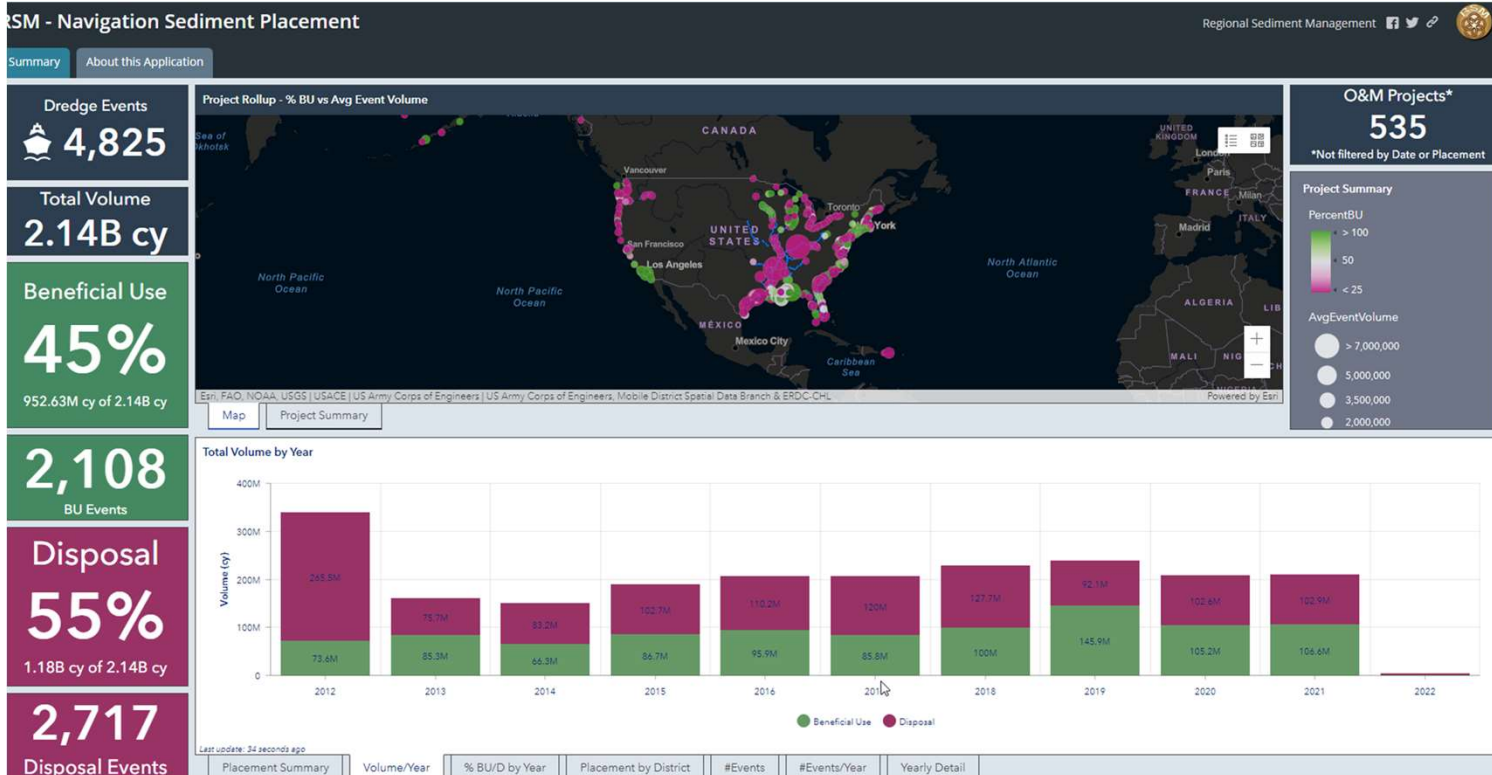 RSM - Navigation Sediment Placement
Regional Sediment Management
Summary
About this Application
Dredge Events
4,825
Total Volume
2.14B cy
Beneficial Use
45%
952.63M cy of 2.14B cy
2,108
BU Events
Disposal
55%
1.18B cy of 2.14B cy
2,717
Disposal Events
Project Rollup - % BU vs Avg Event Volume
Sea of
Okhotsk
CANADA
UNITED
KINGDOM
London
Vancouver
Paris
FRANCE
Milan
Toronto
ITALY
York
UNITED
STATES
Madrid
San Francisco
Los Angeles
North Pacific
Ocean
North Pacific
Ocean
North Atlantic
Ocean
ALGERIA
LIB
MÉXICO
Mexico City
Caribbean
Sea
MALI
NIG
CH
NIGERIA
Esri, FAO, NOAA, USGS | USACE | US Army Corps of Engineers | US Army Corps of Engineers, Mobile District Spatial Data Branch & ERDC-CHL
Powered by Esri
Map
Project Summary
O&M Projects*
535
*Not filtered by Date or Placement
Project Summary
PercentBU
> 100
50
< 25
AvgEventVolume
> 7,000,000
5,000,000
3,500,000
2,000,000
Total Volume by Year
Volume (cy)
400M
300M
200M
100M
0
265.5M
75.7M
83.2M
102.7M
110.2M
120M
127.7M
92.1M
102.6M
102.9M
73.6M
85.3M
66.3M
86.7M
95.9M
85.8M
100M
145.9M
105.2M
106.6M
2012
2013
2014
2015
2016
2018
2019
2020
2021
2022
Beneficial Use
Disposal
Last update: 34 seconds ago
Placement Summary
Volume/Year
% BU/D by Year
Placement by District
#Events
#Events/Year
Yearly Detail